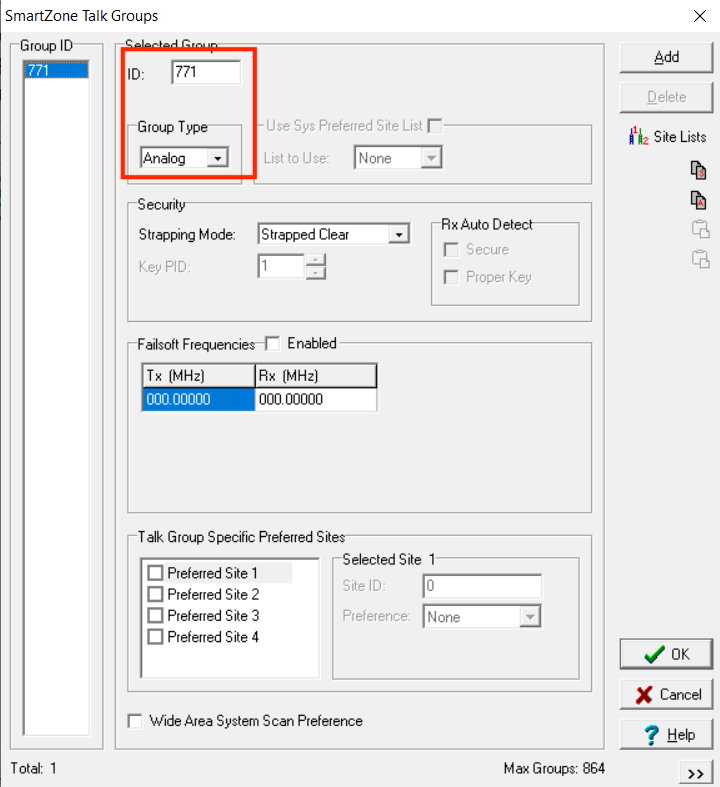 SmartZone Talk Groups
Group ID
771
Selected Group
ID: 771
Group Type
Analog
Use Sys Preferred Site List
List to Use: None
Security
Strapping Mode: Strapped Clear
Key PID: 1
Rx Auto Detect
Secure
Proper Key
Failsoft Frequencies Enabled
Tx (MHz) Rx (MHz)
000.00000 000.00000
Talk Group Specific Preferred Sites
Preferred Site 1
Preferred Site 2
Preferred Site 3
Preferred Site 4
Selected Site 1
Site ID: 0
Preference: None
Wide Area System Scan Preference
Total: 1
Max Groups: 864
Add
Delete
1 2 Site Lists
OK
Cancel
? Help
>>